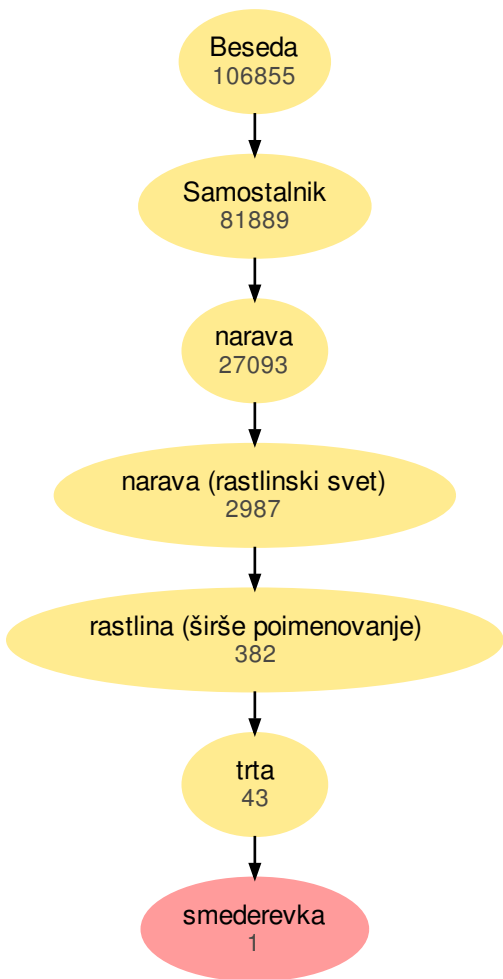 Beseda
106855
Samostalnik
81889
narava
27093
narava (rastlinski svet)
2987
rastlina (širše poimenovanje)
382
trta
43
smederevka
1